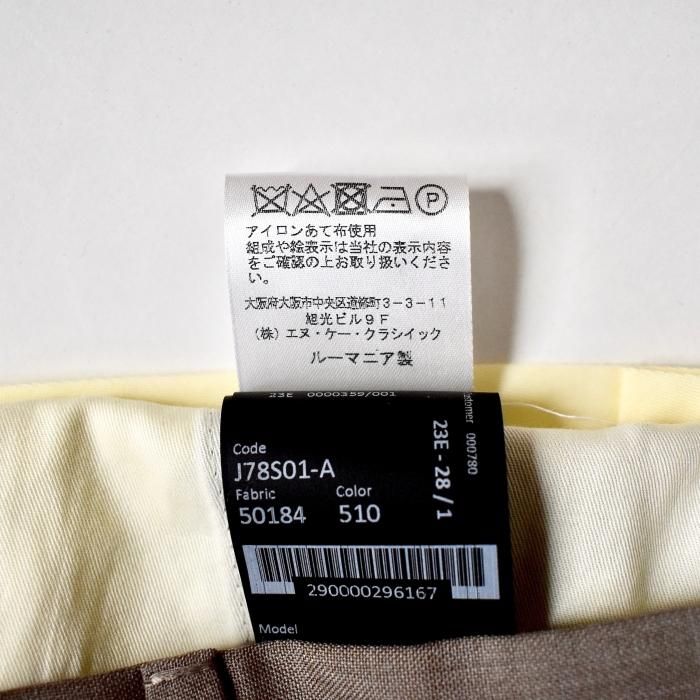 P
アイロンあて布使用
組成や絵表示は当社の表示内容
をご確認の上お取り扱いくださ
い。
大阪府大阪市中央区道修町3-3-11
旭光ビル9F
(株)エヌ・ケー・クラシイック
ルーマニア製
23E 0000359/001
Customer 000780
23E - 28/1
Code
J78S01-A
Fabric Color
50184 510
290000296167
Model